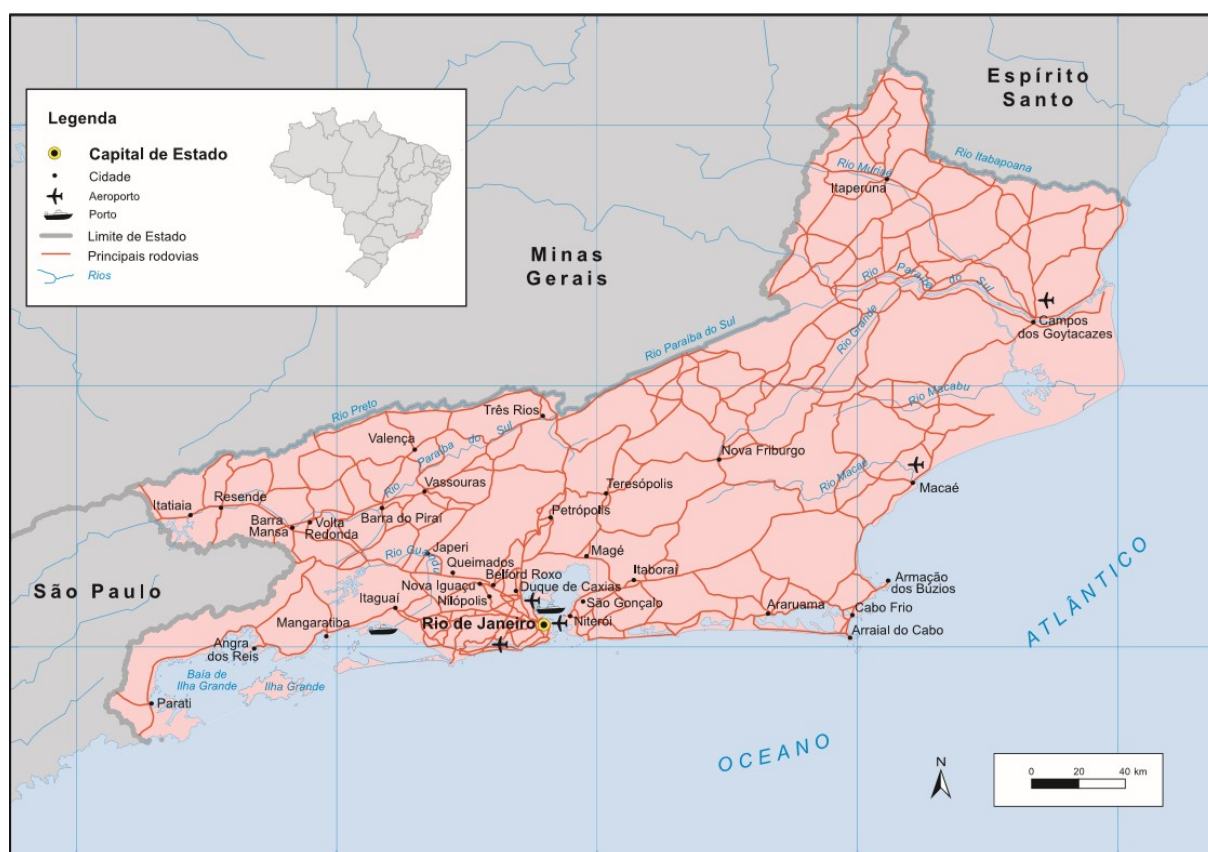 Legenda
Capital de Estado
Cidade
Aeroporto
Porto
Limite de Estado
Principais rodovias
Rios
Espírito
Santo
Minas
Gerais
São Paulo
Rio Itabapoana
Rio Muriaé
Itaperuna
Rio Paraíba do Sul
Campos
dos Goytacazes
Rio Grande
Rio Paraíba do Sul
Rio Macabu
Rio Preto
Três Rios
Valença
Rio Paraíba do Sul
Nova Friburgo
Rio Macaé
Macaé
Vassouras
Teresópolis
Itatiaia
Resende
Barra
Mansa
Volta
Redonda
Barra do Piraí
Petrópolis
Rio Guandu
Japeri
Queimados
Magé
Nova Iguaçu
Belford Roxo
Duque de Caxias
Itaboraí
Nilópolis
São Gonçalo
Itaguaí
Rio de Janeiro
Niterói
Mangaratiba
Araruama
Armação
dos Búzios
Cabo Frio
Arraial do Cabo
Angra
dos Reis
Baía de
Ilha Grande
Ilha Grande
Parati
OCEANO
ATLÂNTICO
N
0 20 40 km